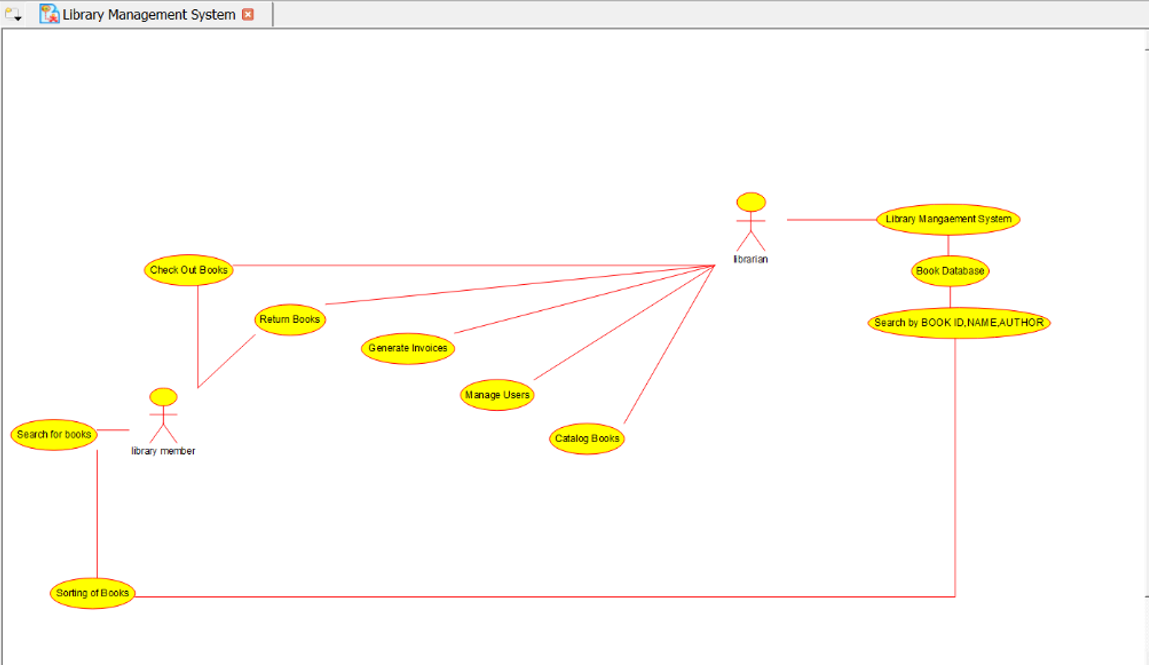 Library Management System
librarian
Library Mangaement System
Check Out Books
Book Database
Return Books
Search by BOOK ID,NAME,AUTHOR
Generate Invoices
Manage Users
Search for books
library member
Catalog Books
Sorting of Books